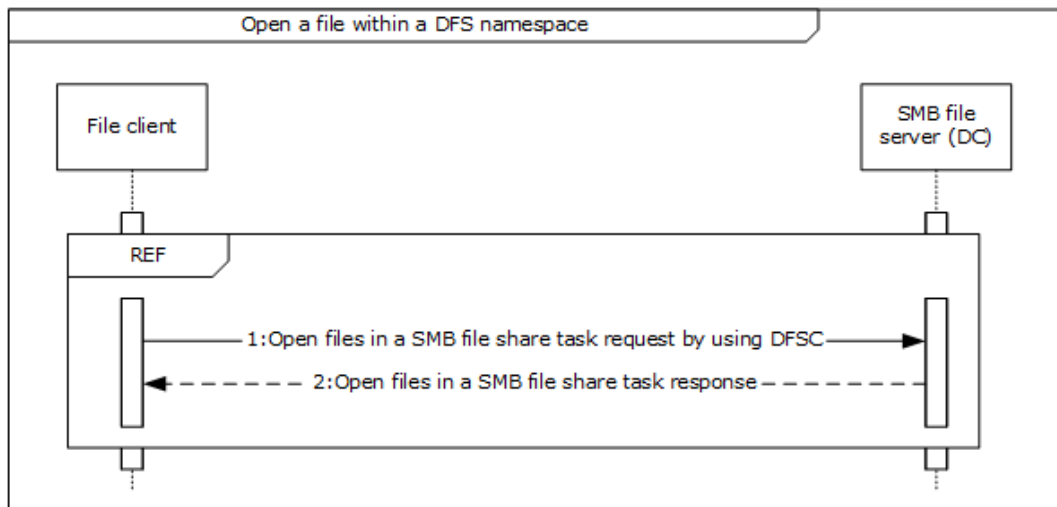 Open a file within a DFS namespace
File client
SMB file
server (DC)
REF
1:Open files in a SMB file share task request by using DFSC
2:Open files in a SMB file share task response